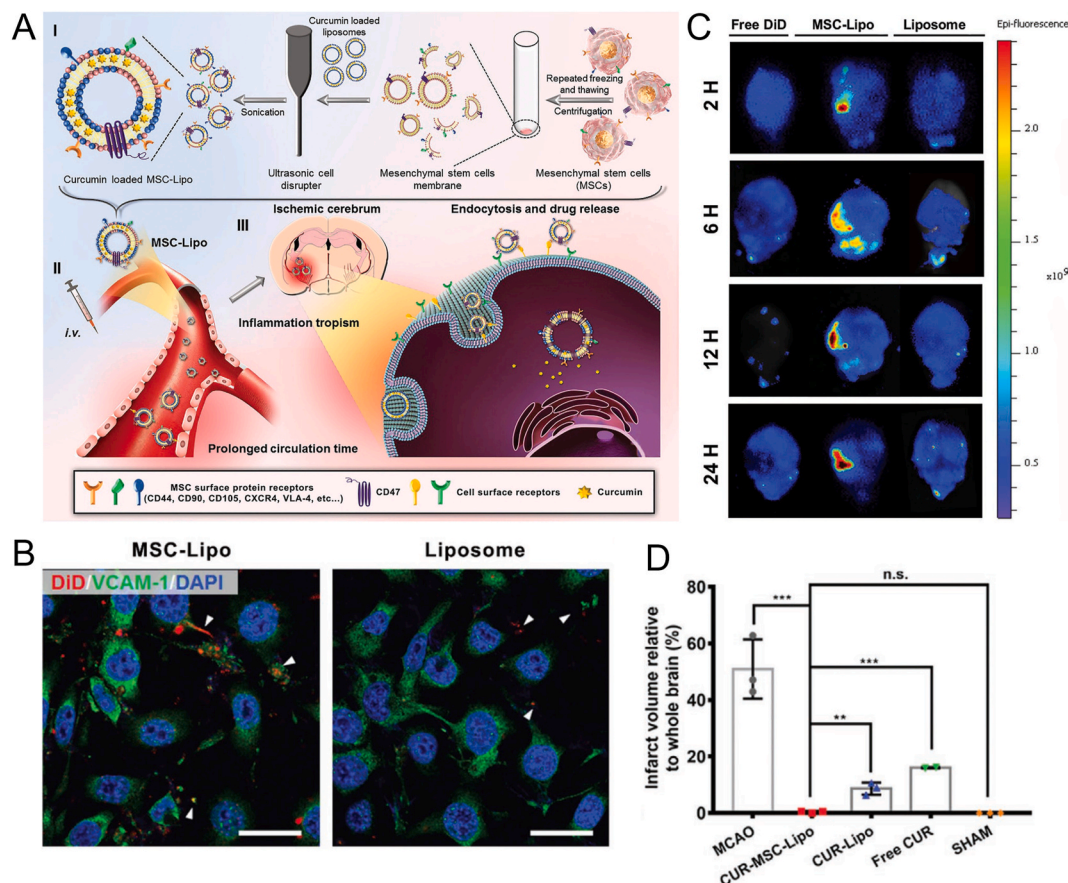 A
I
Curcumin loaded
liposomes
Sonication
Repeated freezing
and thawing
Centrifugation
Curcumin loaded MSC-Lipo
Ultrasonic cell
disrupter
Mesenchymal stem cells
membrane
Mesenchymal stem cells
(MSCs)
MSC-Lipo
II
i.v.
III
Ischemic cerebrum
Endocytosis and drug release
Inflammation tropism
Prolonged circulation time
MSC surface protein receptors
(CD44, CD90, CD105, CXCR4, VLA-4, etc...)
CD47
Cell surface receptors
Curcumin
B
MSC-Lipo
Liposome
DiD/VCAM-1/DAPI
C
Free DiD
MSC-Lipo
Liposome
Epi-fluorescence
2 H
6 H
12 H
24 H
2.0
1.5
x10⁹
1.0
0.5
D
n.s.
***
***
**
Infarct volume relative
to whole brain (%)
80
60
40
20
0
MCAO
CUR-MSC-Lipo
CUR-Lipo
Free CUR
SHAM